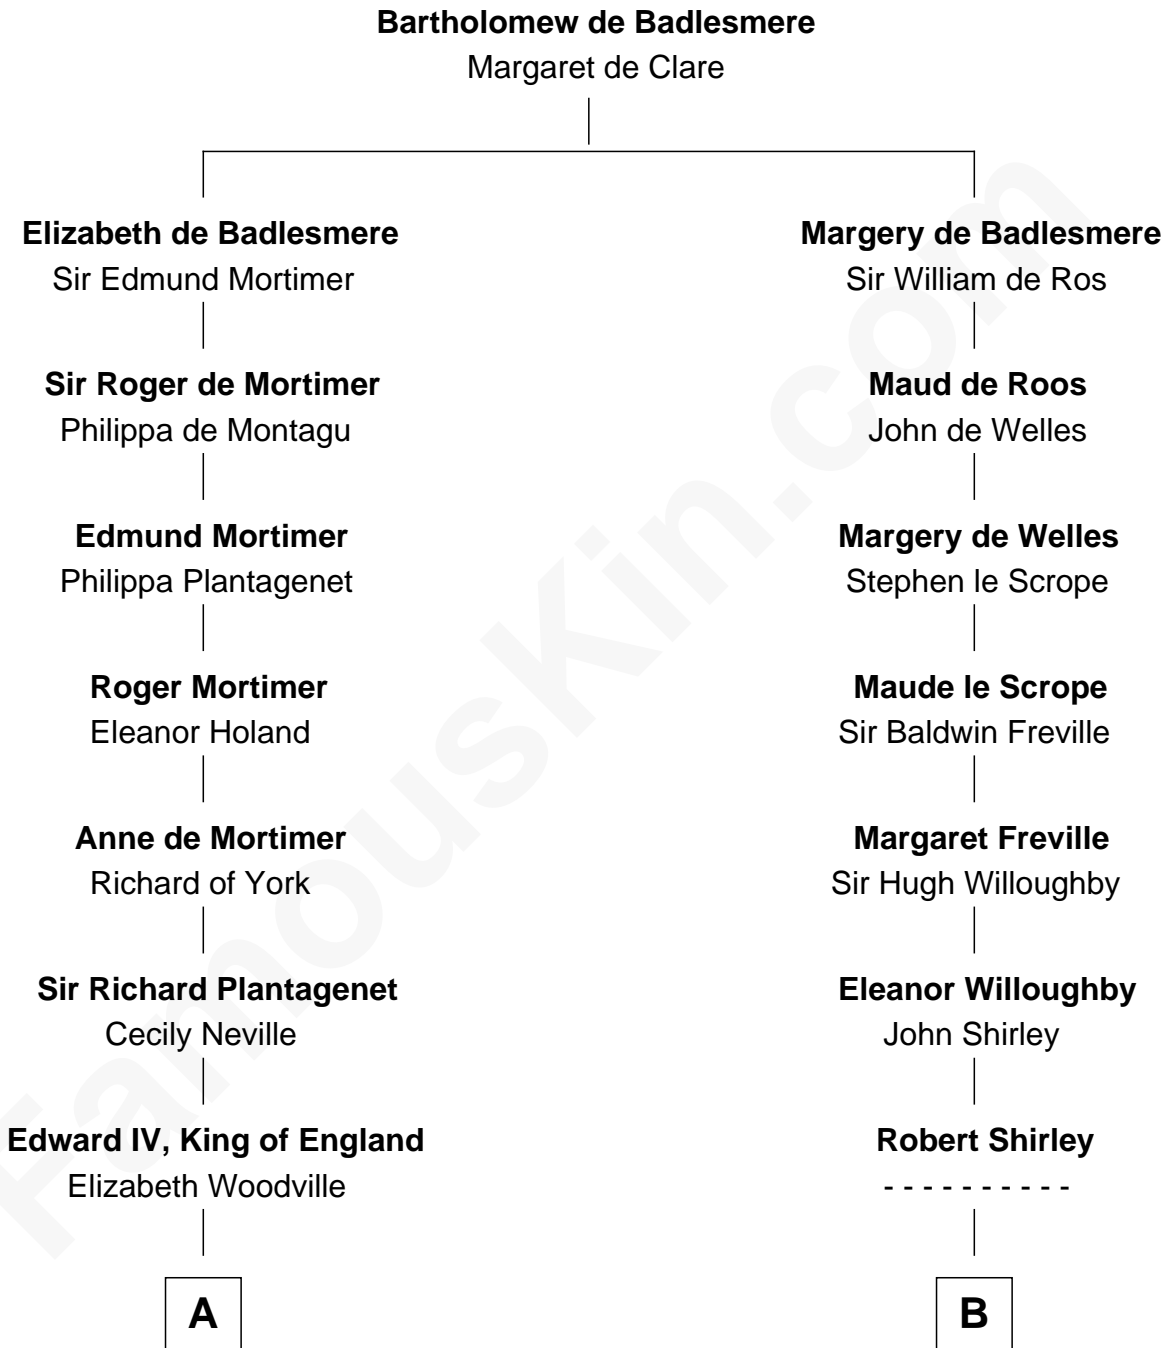 Bartholomew de Badlesmere
Margaret de Clare
Elizabeth de Badlesmere
Sir Edmund Mortimer
Margery de Badlesmere
Sir William de Ros
Sir Roger de Mortimer
Philippa de Montagu
Maud de Roos
John de Welles
Edmund Mortimer
Philippa Plantagenet
Margery de Welles
Stephen le Scrope
Roger Mortimer
Eleanor Holand
Maude le Scrope
Sir Baldwin Freville
Anne de Mortimer
Richard of York
Margaret Freville
Sir Hugh Willoughby
Sir Richard Plantagenet
Cecily Neville
Eleanor Willoughby
John Shirley
Edward IV, King of England
Elizabeth Woodville
Robert Shirley
- - - - - - - - - -
A
B
FamousKin.com